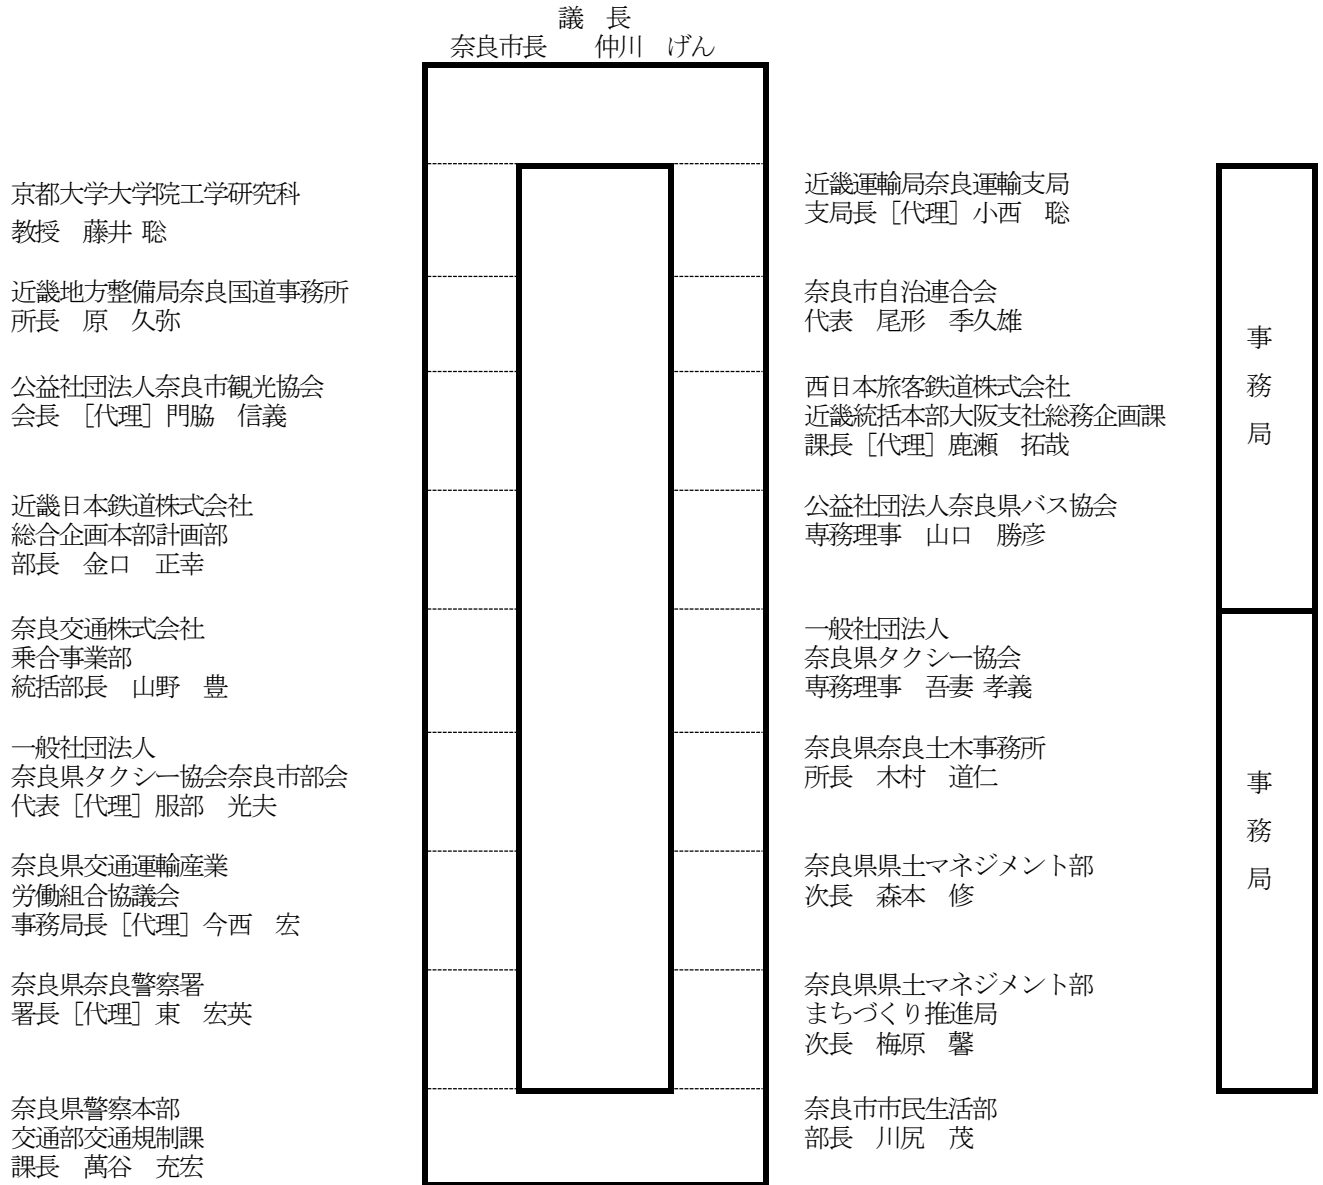 議　長
奈良市長　　仲川　げん
京都大学大学院工学研究科
教授　藤井 聡
近畿地方整備局奈良国道事務所
所長　原　久弥
公益社団法人奈良市観光協会
会長　［代理］門脇　信義
近畿日本鉄道株式会社
総合企画本部計画部
部長　金口　正幸
奈良交通株式会社
乗合事業部
統括部長　山野　豊
一般社団法人
奈良県タクシー協会奈良市部会
代表［代理］服部　光夫
奈良県交通運輸産業
労働組合協議会
事務局長［代理］今西　宏
奈良県奈良警察署
署長［代理］東　宏英
奈良県警察本部
交通部交通規制課
課長　萬谷　充宏
近畿運輸局奈良運輸支局
支局長［代理］小西　聡
奈良市自治連合会
代表　尾形　季久雄
西日本旅客鉄道株式会社
近畿統括本部大阪支社総務企画課
課長［代理］鹿瀬　拓哉
公益社団法人奈良県バス協会
専務理事　山口　勝彦
一般社団法人
奈良県タクシー協会
専務理事　吾妻 孝義
奈良県奈良土木事務所
所長　木村　道仁
奈良県県土マネジメント部
次長　森本　修
奈良県県土マネジメント部
まちづくり推進局
次長　梅原　馨
奈良市市民生活部
部長　川尻　茂
事務局
事務局